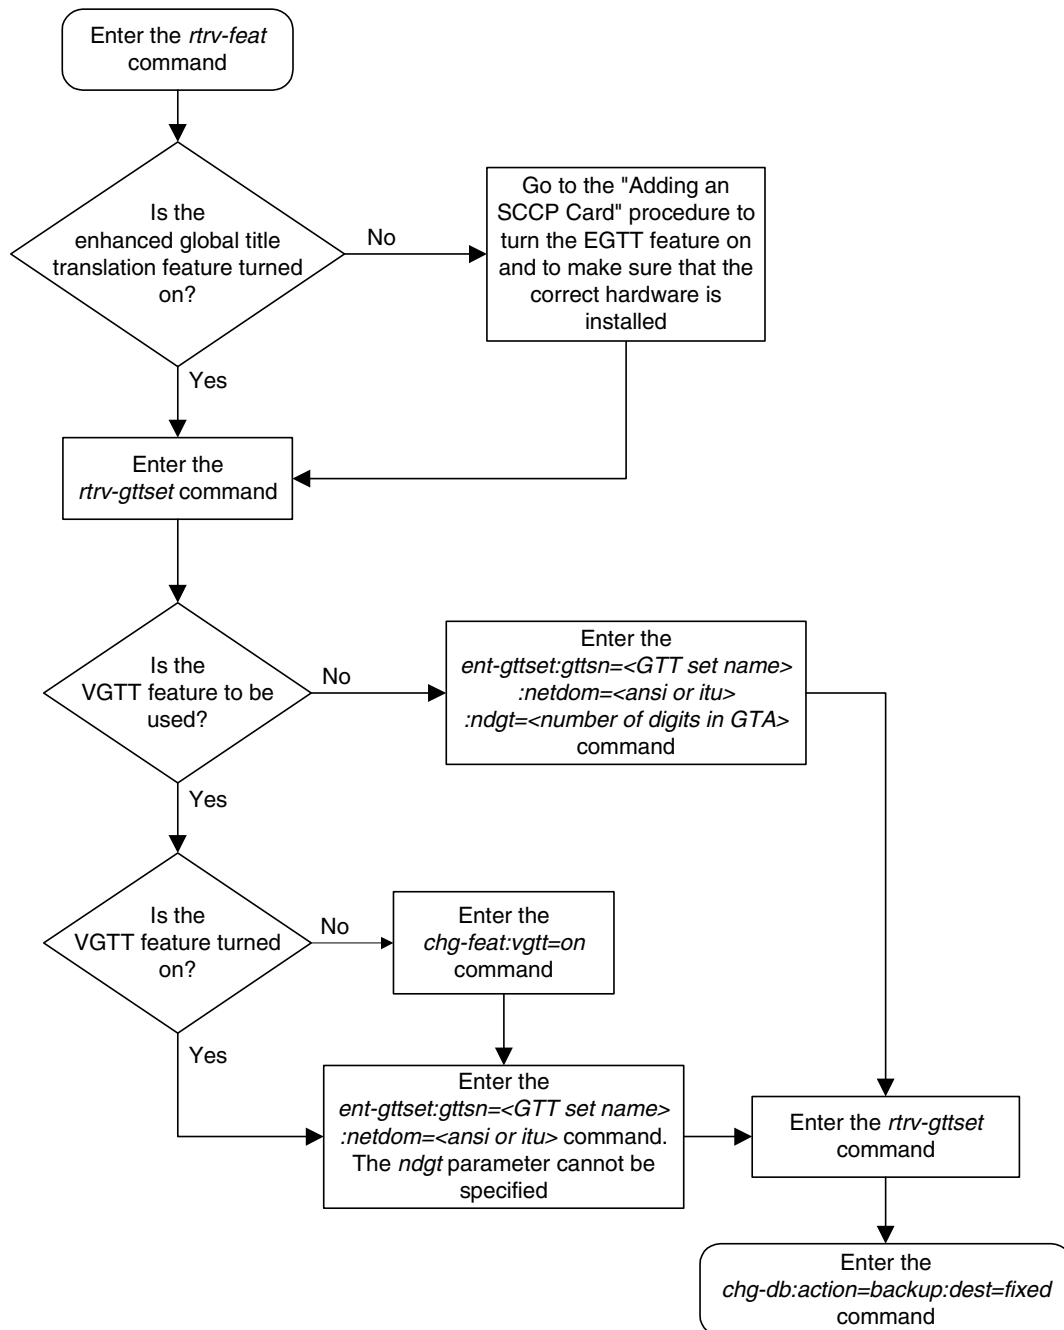 Enter the rtrv-feat
command
Is the
enhanced global title
translation feature turned
on?
No
Go to the "Adding an
SCCP Card" procedure to
turn the EGTT feature on
and to make sure that the
correct hardware is
installed
Yes
Enter the
rtrv-gttset command
Is the
VGTT feature to be
used?
No
Enter the
ent-gttset:gttsn=<GTT set name>
:netdom=<ansi or itu>
:ndgt=<number of digits in GTA>
command
Yes
Is the
VGTT feature turned
on?
No
Enter the
chg-feat:vgtt=on
command
Yes
Enter the
ent-gttset:gttsn=<GTT set name>
:netdom=<ansi or itu> command.
The ndgt parameter cannot be
specified
Enter the rtrv-gttset
command
Enter the
chg-db:action=backup:dest=fixed
command